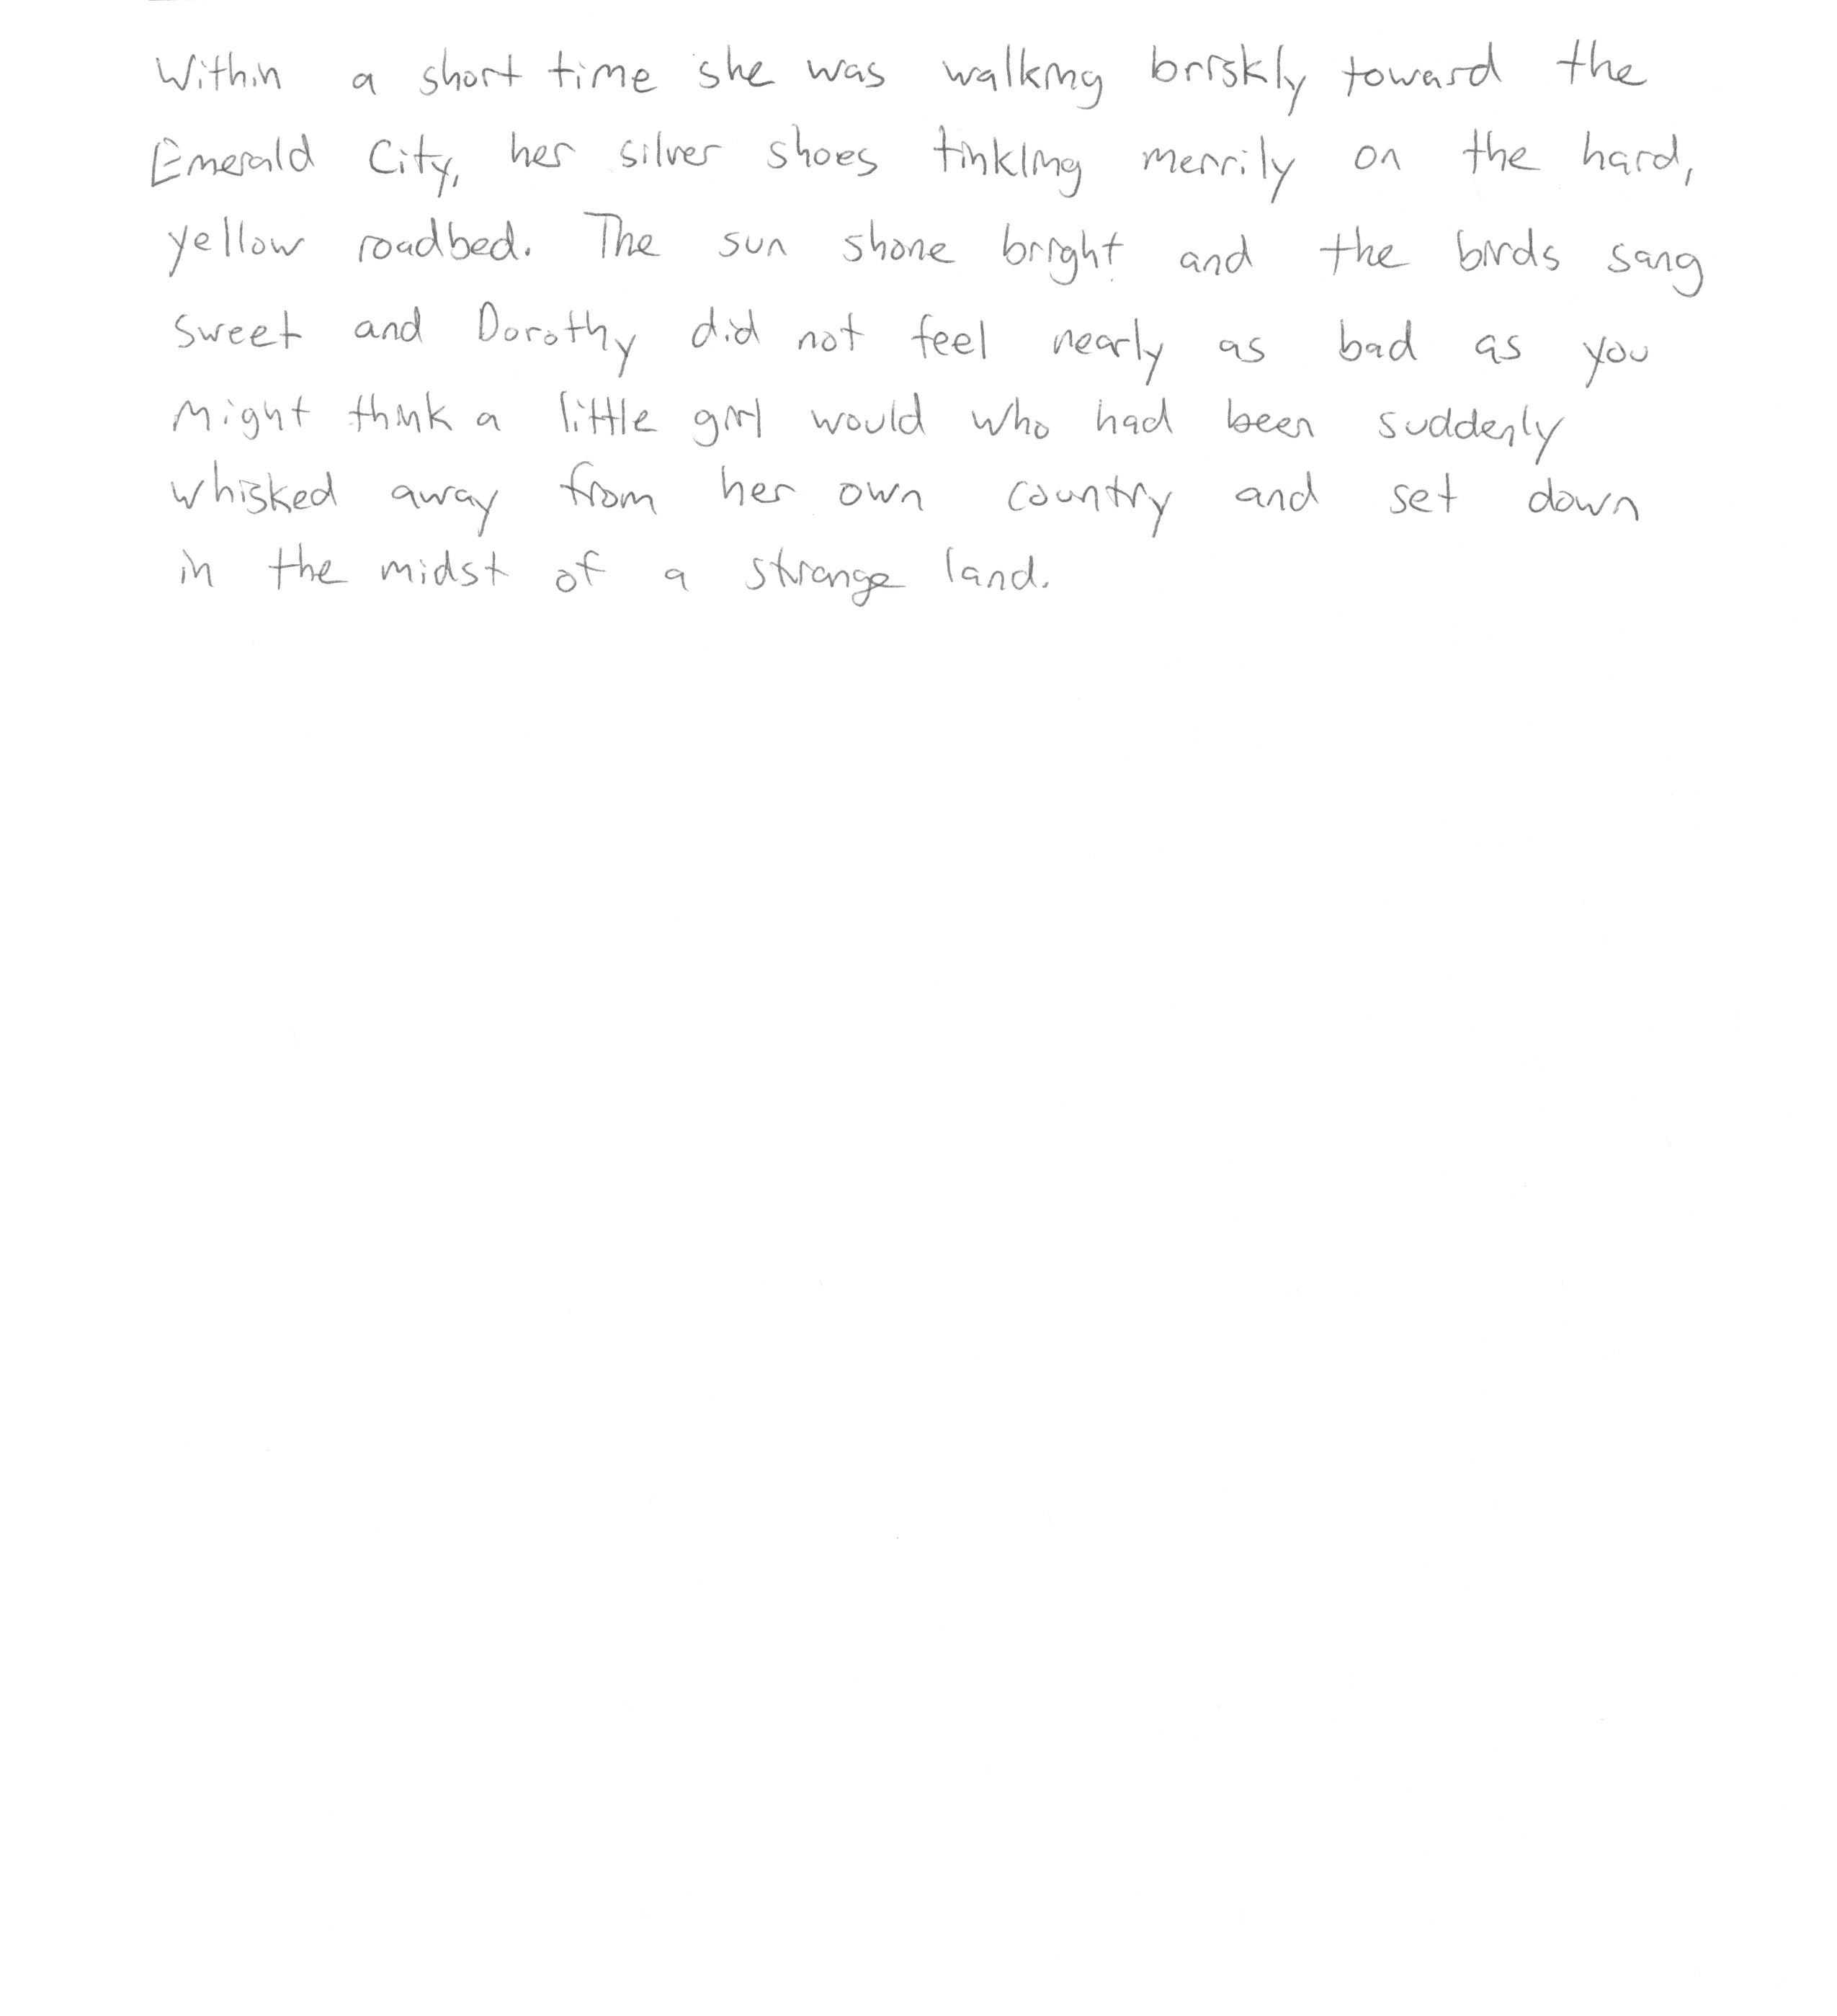 Within a short time she was walking briskly toward the
Emerald City, her silver shoes tinkling merrily on the hard,
yellow roadbed. The sun shone bright and the birds sang
sweet and Dorothy did not feel nearly as bad as you
might think a little girl would who had been suddenly
whisked away from her own country and set down
in the midst of a strange land.